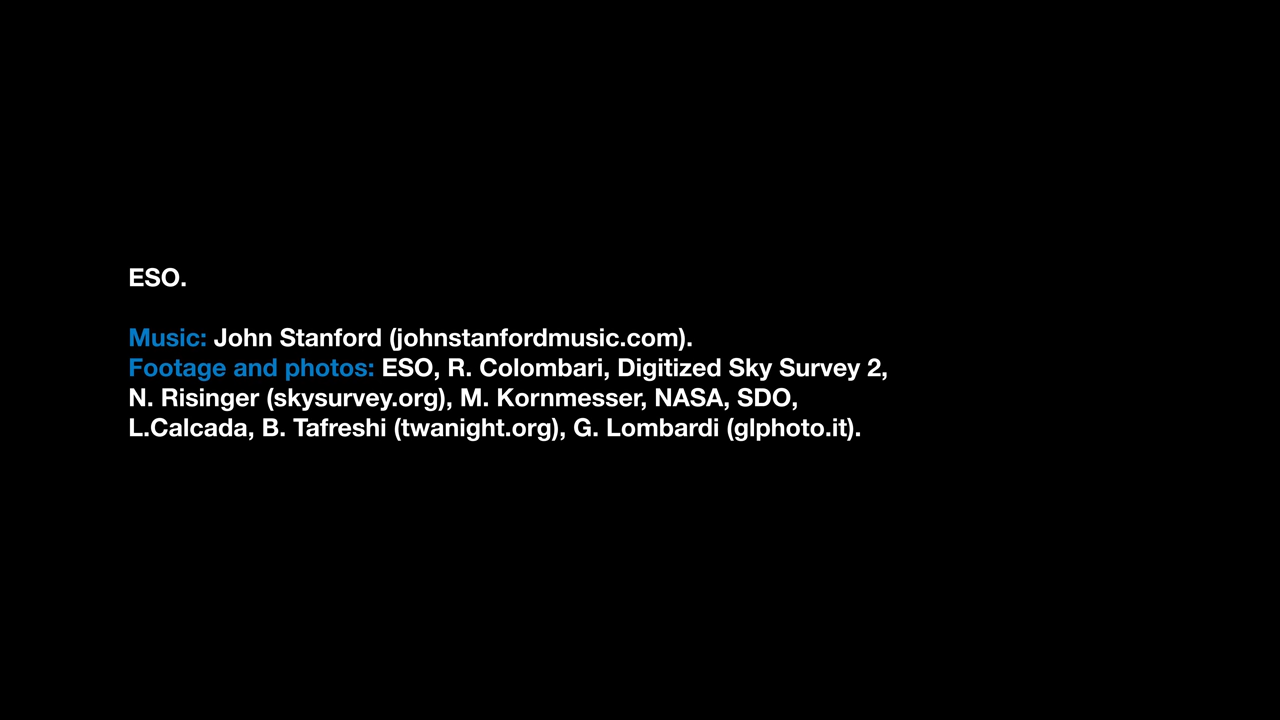 ESO.
Music: John Stanford (johnstanfordmusic.com).
Footage and photos: ESO, R. Colombari, Digitized Sky Survey 2,
N. Risinger (skysurvey.org), M. Kornmesser, NASA, SDO,
L.Calcada, B. Tafreshi (twanight.org), G. Lombardi (glphoto.it).